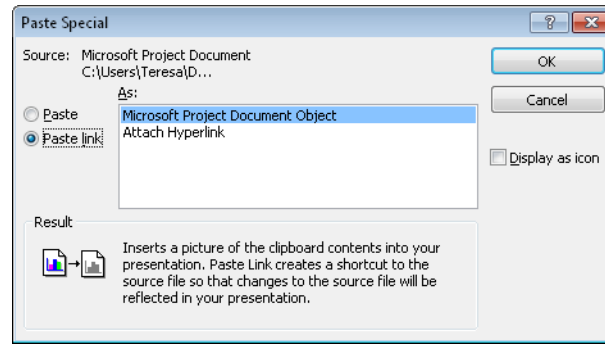 Paste Special
Source: Microsoft Project Document
C:\Users\Teresa\D...
As:
Paste
Paste link
Microsoft Project Document Object
Attach Hyperlink
OK
Cancel
Display as icon
Result
Inserts a picture of the clipboard contents into your
presentation. Paste Link creates a shortcut to the
source file so that changes to the source file will be
reflected in your presentation.